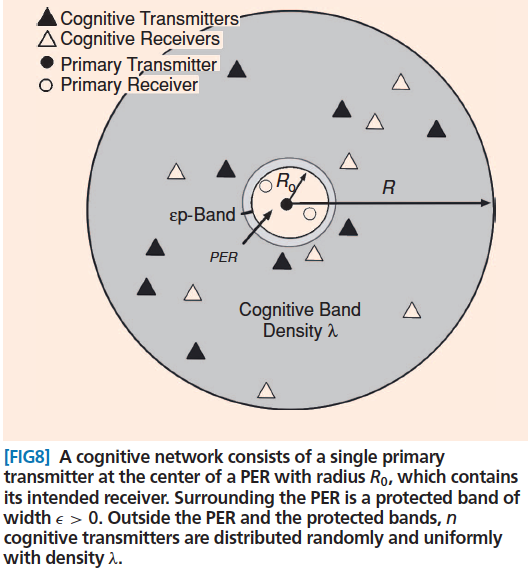 Cognitive Transmitters
Cognitive Receivers
Primary Transmitter
Primary Receiver
R₀
R
εp-Band
PER
Cognitive Band
Density λ
[FIG8] A cognitive network consists of a single primary
transmitter at the center of a PER with radius R₀, which contains
its intended receiver. Surrounding the PER is a protected band of
width ϵ > 0. Outside the PER and the protected bands, n
cognitive transmitters are distributed randomly and uniformly
with density λ.